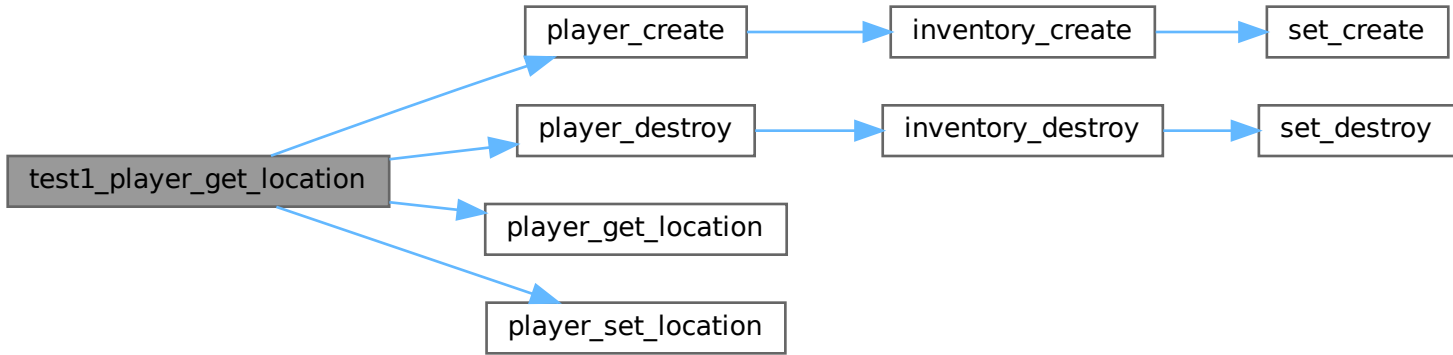 player_create
inventory_create
set_create
player_destroy
inventory_destroy
set_destroy
test1_player_get_location
player_get_location
player_set_location